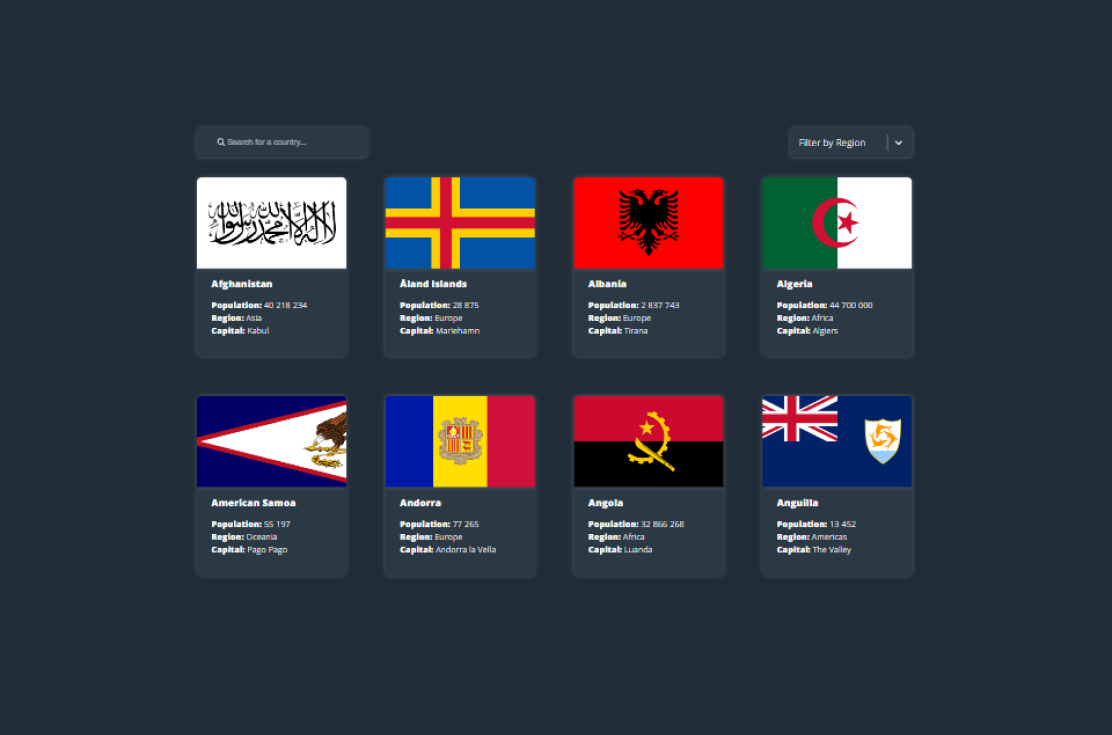 Search for a country...
Filter by Region
لا إله إلا الله محمد رسول الله
Afghanistan
Population: 40 218 234
Region: Asia
Capital: Kabul
Åland Islands
Population: 28 875
Region: Europe
Capital: Mariehamn
Albania
Population: 2 837 743
Region: Europe
Capital: Tirana
Algeria
Population: 44 700 000
Region: Africa
Capital: Algiers
American Samoa
Population: 55 197
Region: Oceania
Capital: Pago Pago
Andorra
Population: 77 265
Region: Europe
Capital: Andorra la Vella
Angola
Population: 32 866 268
Region: Africa
Capital: Luanda
Anguilla
Population: 13 452
Region: Americas
Capital: The Valley